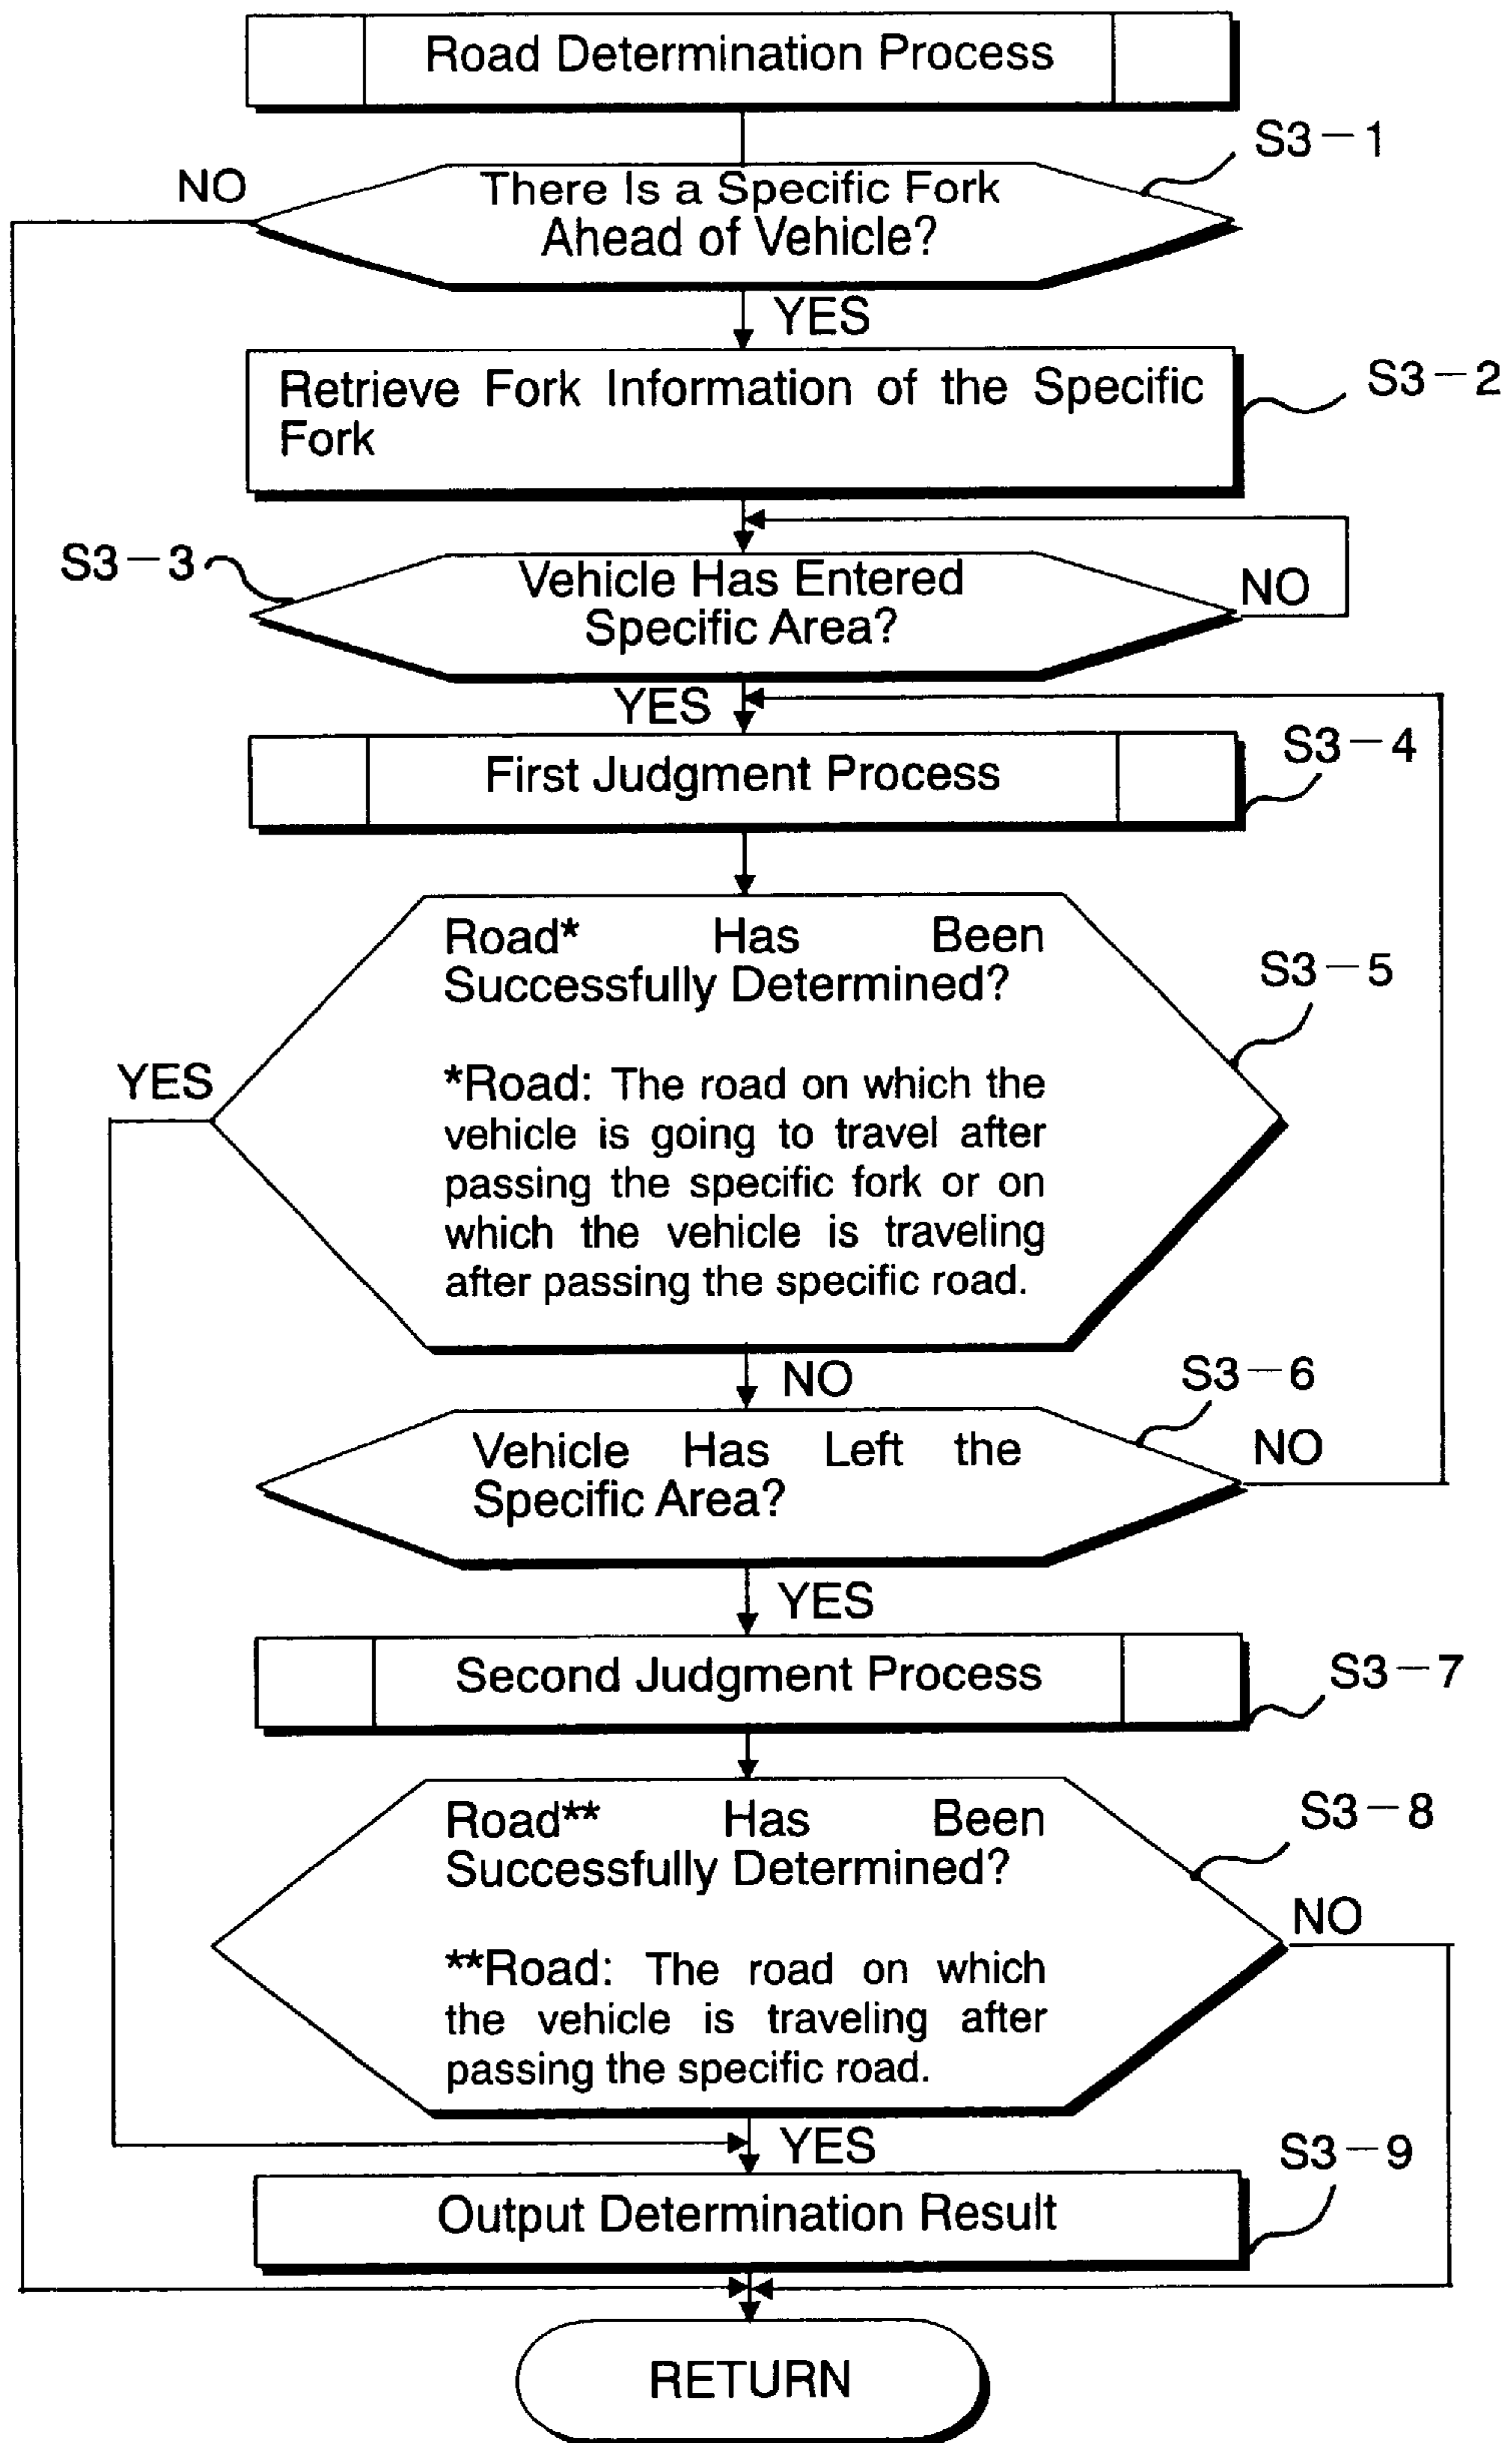 Road Determination Process
S3-1
NO
There Is a Specific Fork
Ahead of Vehicle?
YES
Retrieve Fork Information of the Specific
Fork
S3-2
S3-3
Vehicle Has Entered
Specific Area?
NO
YES
First Judgment Process
S3-4
Road* Has Been
Successfully Determined?
S3-5
YES
*Road: The road on which the
vehicle is going to travel after
passing the specific fork or on
which the vehicle is traveling
after passing the specific road.
NO
S3-6
Vehicle Has Left the
Specific Area?
NO
YES
Second Judgment Process
S3-7
Road** Has Been
Successfully Determined?
S3-8
NO
**Road: The road on which
the vehicle is traveling after
passing the specific road.
YES
S3-9
Output Determination Result
RETURN